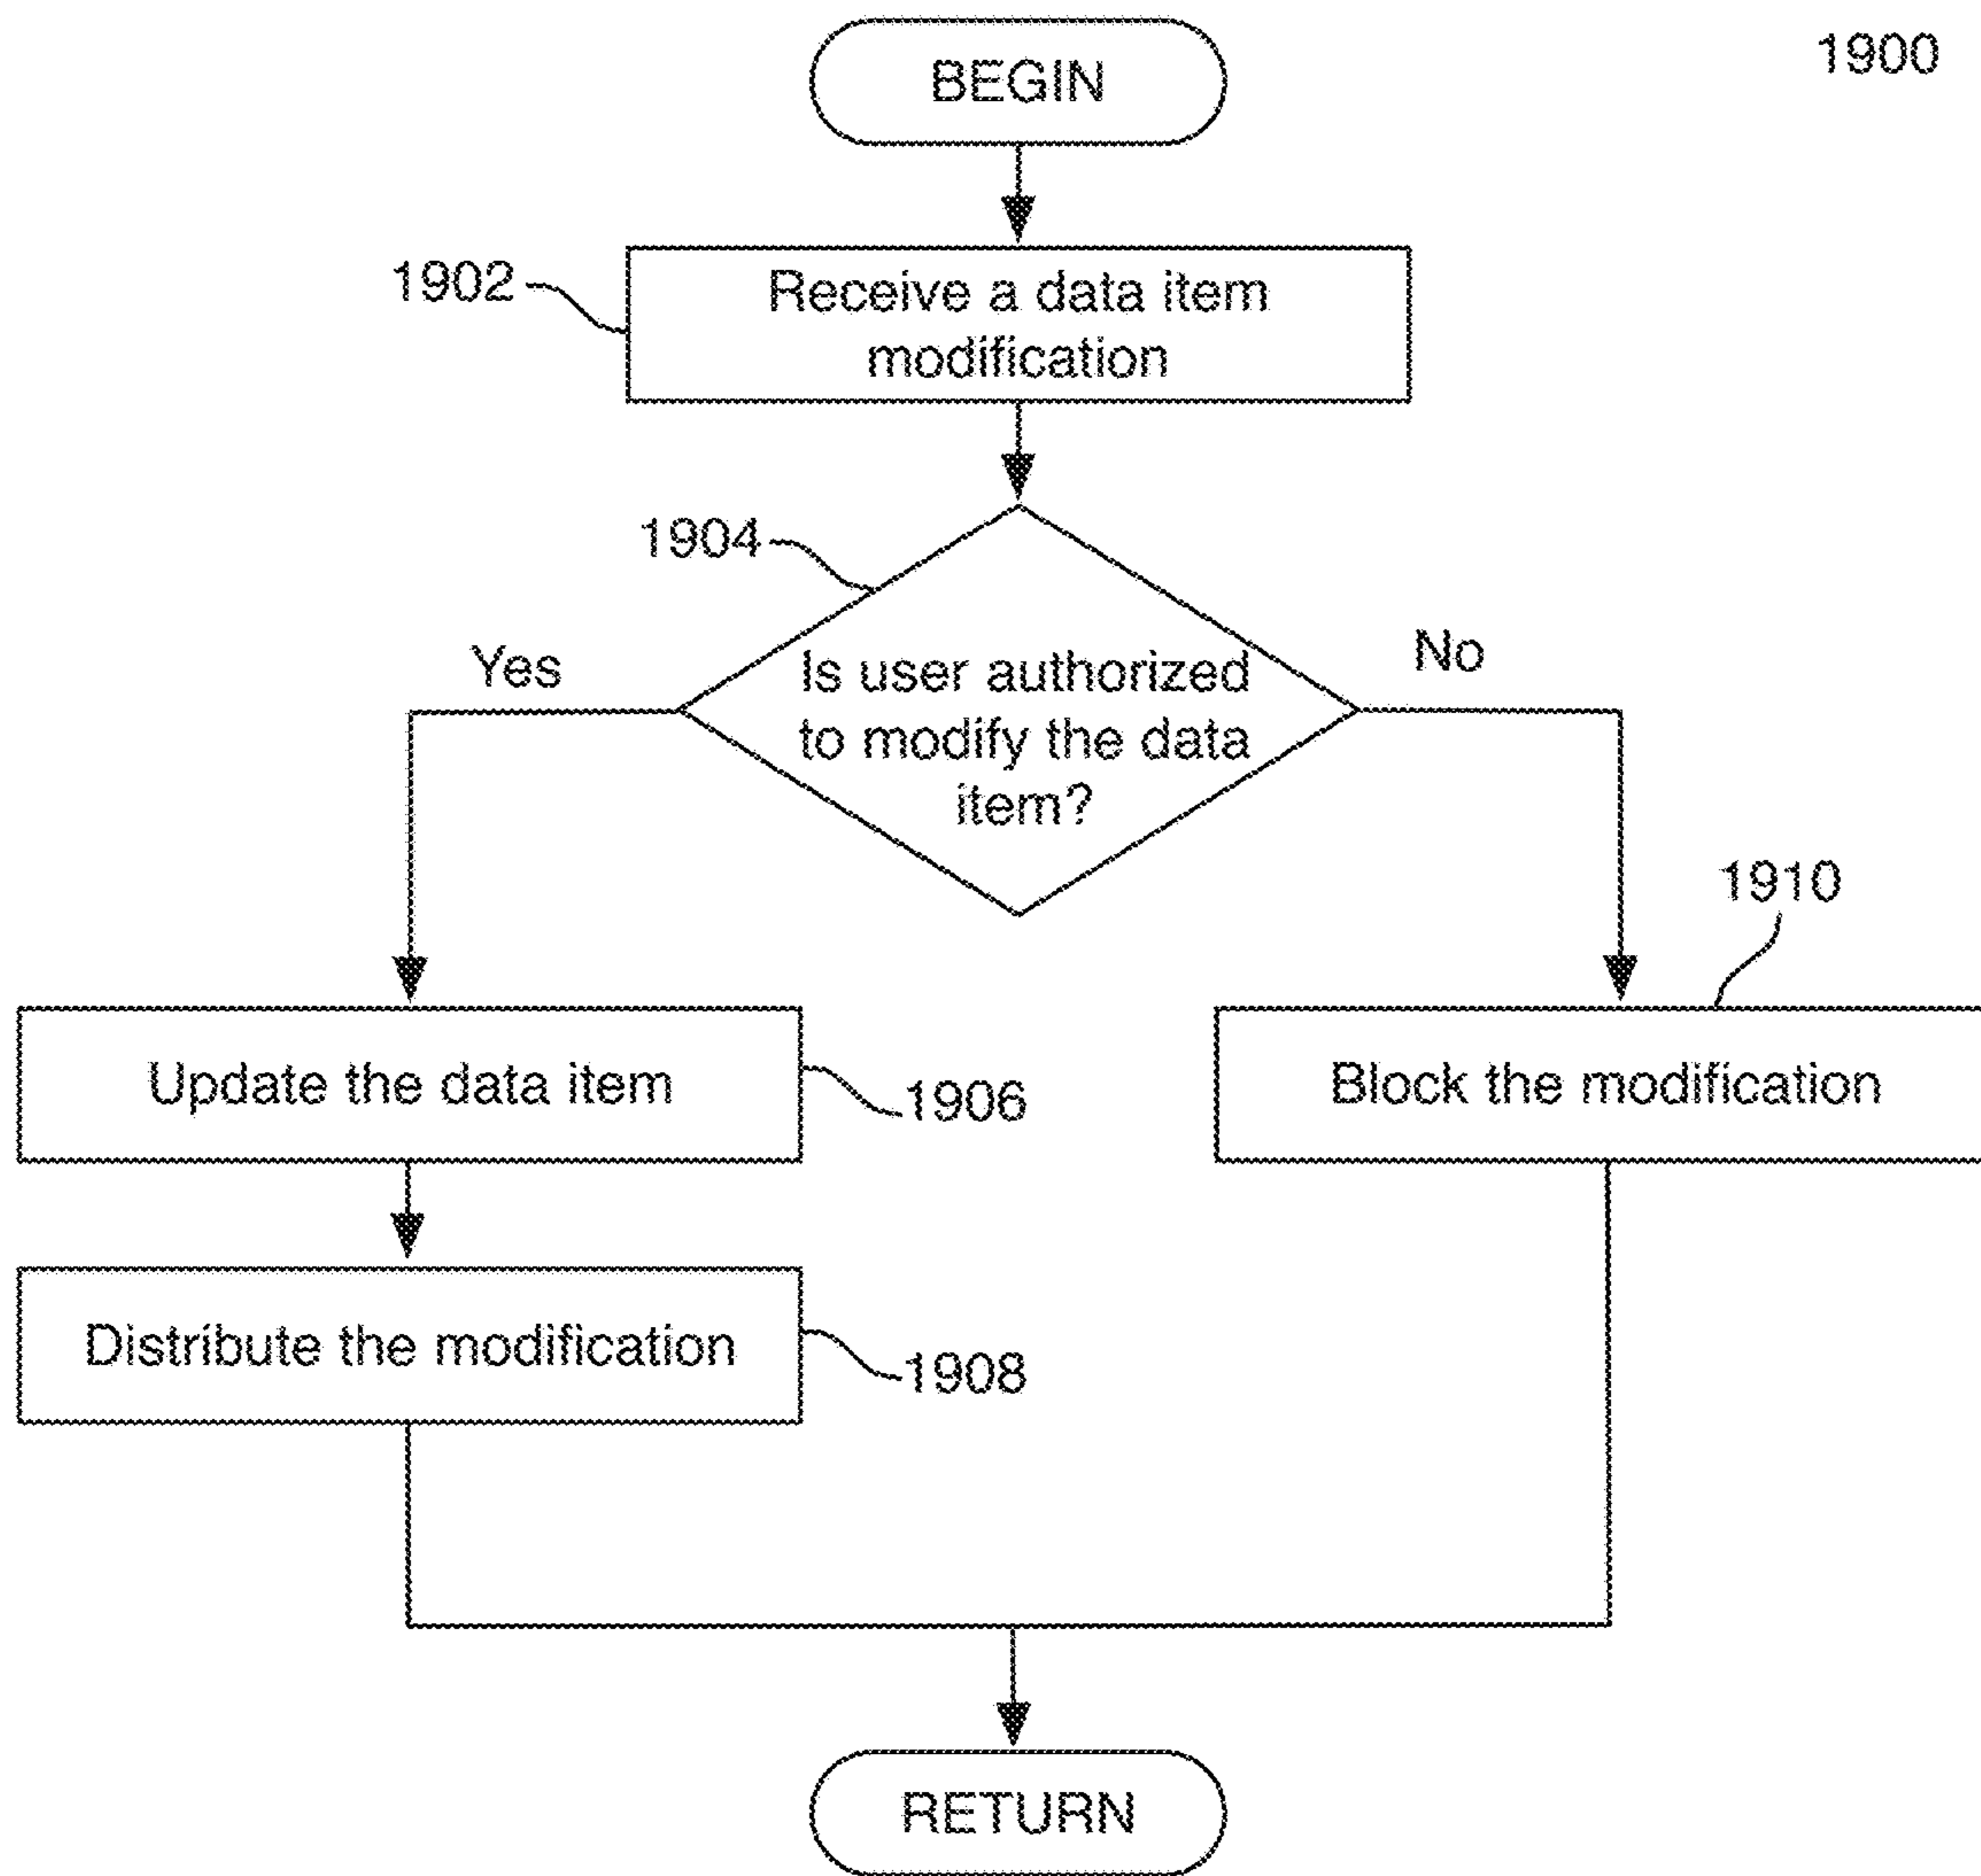 1900
BEGIN
1902
Receive a data item
modification
1904
Yes
No
Is user authorized
to modify the data
item?
1910
Update the data item
1906
Block the modification
Distribute the modification
1908
RETURN